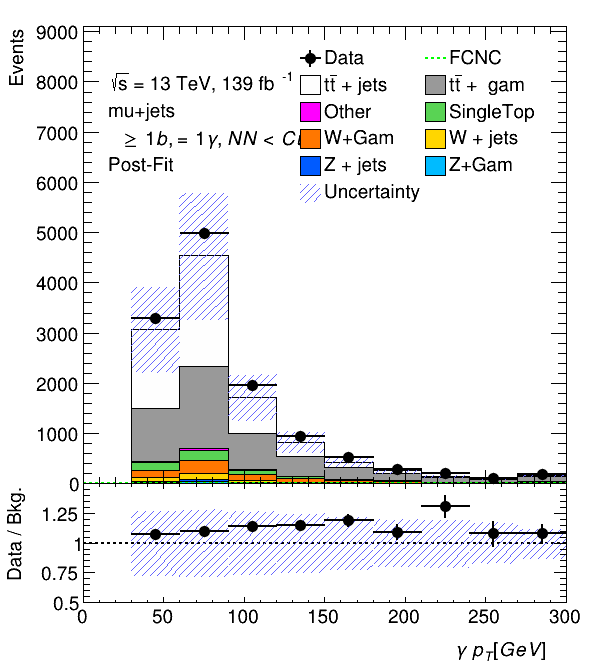 Events
9000
8000
7000
6000
5000
4000
3000
2000
1000
0
√s = 13 TeV, 139 fb⁻¹
mu+jets
≥ 1b, = 1γ, NN <
Post-Fit
Data
FCNC
tt̄ + jets
tt̄ + gam
Other
SingleTop
W+Gam
W + jets
Z + jets
Z+Gam
Uncertainty
Data / Bkg.
1.25
1
0.75
0.5
0 50 100 150 200 250 300
γ p_T[GeV]